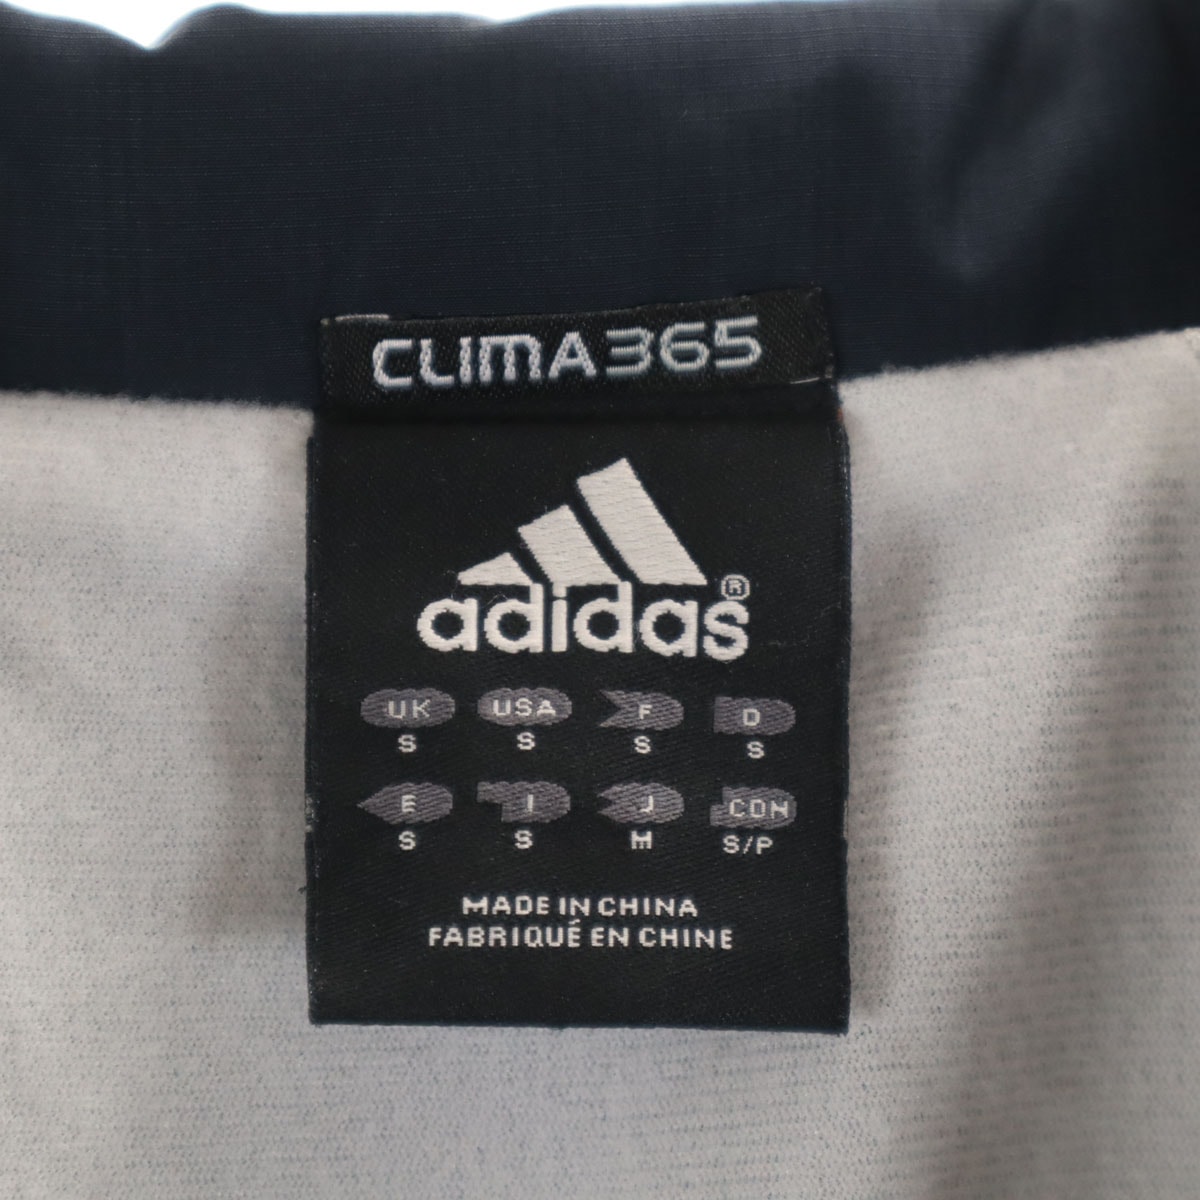 CLIMA365
adidas®
UK USA F D
S S S S
E I J CDN
S S M S/P
MADE IN CHINA
FABRIQUÉ EN CHINE